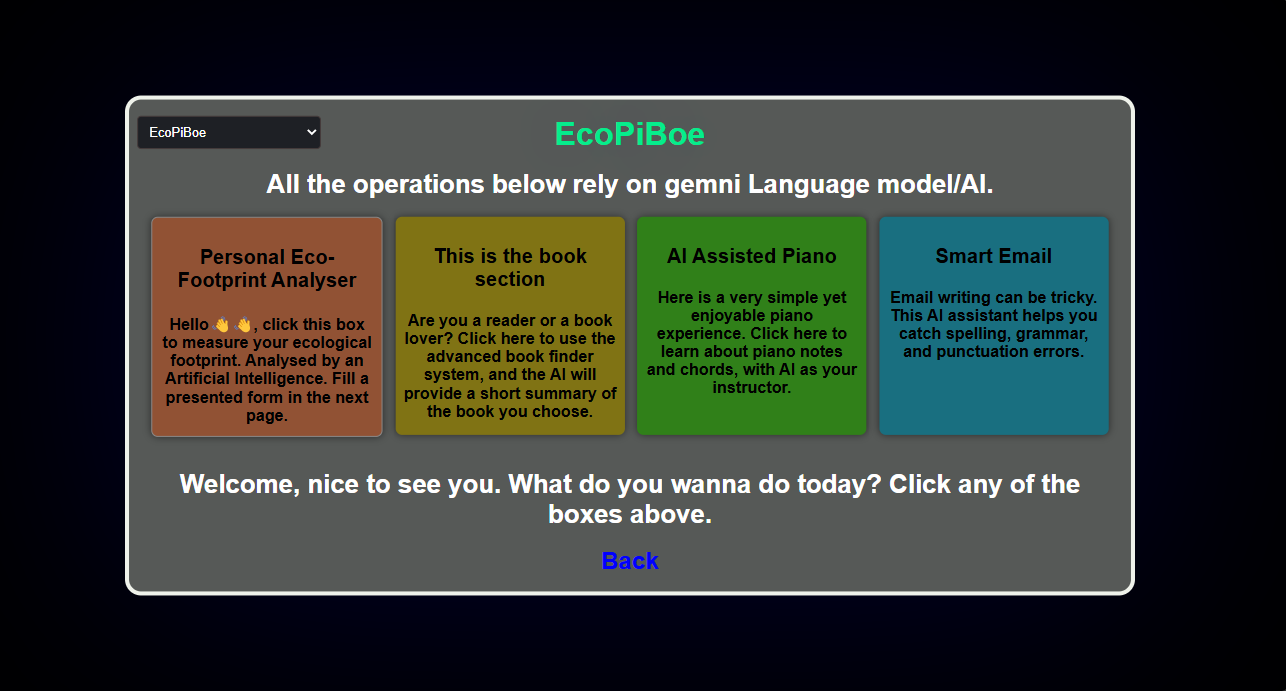 EcoPiBoe
EcoPiBoe
All the operations below rely on gemni Language model/AI.
Personal Eco-
Footprint Analyser
Hello👋 👋, click this box
to measure your ecological
footprint. Analysed by an
Artificial Intelligence. Fill a
presented form in the next
page.
This is the book
section
Are you a reader or a book
lover? Click here to use the
advanced book finder
system, and the AI will
provide a short summary of
the book you choose.
AI Assisted Piano
Here is a very simple yet
enjoyable piano
experience. Click here to
learn about piano notes
and chords, with AI as your
instructor.
Smart Email
Email writing can be tricky.
This AI assistant helps you
catch spelling, grammar,
and punctuation errors.
Welcome, nice to see you. What do you wanna do today? Click any of the
boxes above.
Back